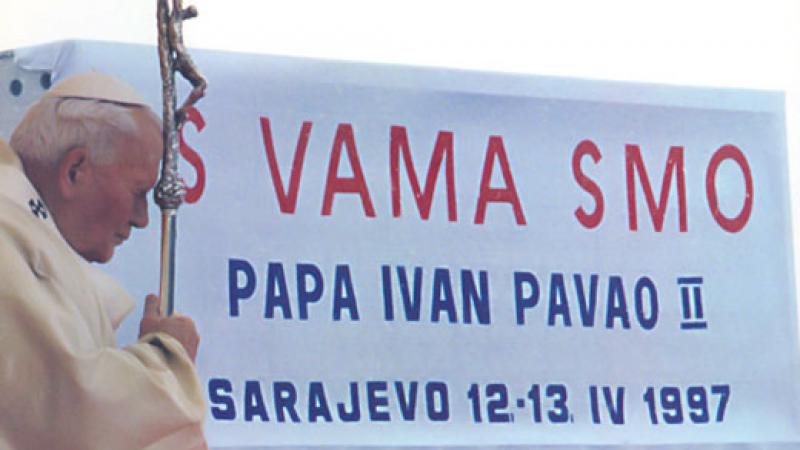 S VAMA SMO
PAPA IVAN PAVAO II
SARAJEVO 12.-13. IV 1997